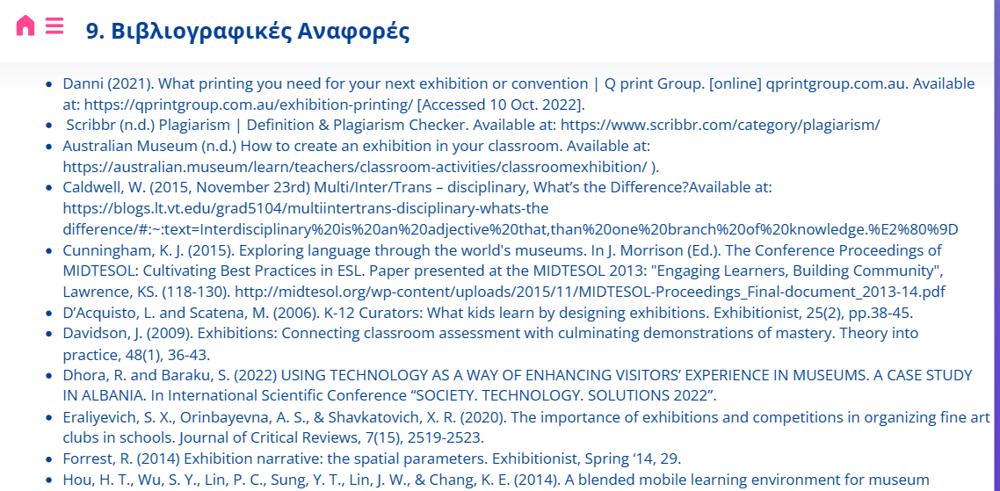 9. Βιβλιογραφικές Αναφορές
• Danni (2021). What printing you need for your next exhibition or convention | Q print Group. [online] qprintgroup.com.au. Available
at: https://qprintgroup.com.au/exhibition-printing/ [Accessed 10 Oct. 2022].
• Scribbr (n.d.) Plagiarism | Definition & Plagiarism Checker. Available at: https://www.scribbr.com/category/plagiarism/
• Australian Museum (n.d.) How to create an exhibition in your classroom. Available at:
https://australian.museum/learn/teachers/classroom-activities/classroomexhibition/ ).
• Caldwell, W. (2015, November 23rd) Multi/Inter/Trans – disciplinary, What’s the Difference?Available at:
https://blogs.lt.vt.edu/grad5104/multiintertrans-disciplinary-whats-the
difference/#:~:text=Interdisciplinary%20is%20an%20adjective%20that,than%20one%20branch%20of%20knowledge.%E2%80%9D
• Cunningham, K. J. (2015). Exploring language through the world's museums. In J. Morrison (Ed.). The Conference Proceedings of
MIDTESOL: Cultivating Best Practices in ESL. Paper presented at the MIDTESOL 2013: "Engaging Learners, Building Community",
Lawrence, KS. (118-130). http://midtesol.org/wp-content/uploads/2015/11/MIDTESOL-Proceedings_Final-document_2013-14.pdf
• D’Acquisto, L. and Scatena, M. (2006). K-12 Curators: What kids learn by designing exhibitions. Exhibitionist, 25(2), pp.38-45.
• Davidson, J. (2009). Exhibitions: Connecting classroom assessment with culminating demonstrations of mastery. Theory into
practice, 48(1), 36-43.
• Dhora, R. and Baraku, S. (2022) USING TECHNOLOGY AS A WAY OF ENHANCING VISITORS’ EXPERIENCE IN MUSEUMS. A CASE STUDY
IN ALBANIA. In International Scientific Conference “SOCIETY. TECHNOLOGY. SOLUTIONS 2022”.
• Eraliyevich, S. X., Orinbayevna, A. S., & Shavkatovich, X. R. (2020). The importance of exhibitions and competitions in organizing fine art
clubs in schools. Journal of Critical Reviews, 7(15), 2519-2523.
• Forrest, R. (2014) Exhibition narrative: the spatial parameters. Exhibitionist, Spring ‘14, 29.
• Hou, H. T., Wu, S. Y., Lin, P. C., Sung, Y. T., Lin, J. W., & Chang, K. E. (2014). A blended mobile learning environment for museum